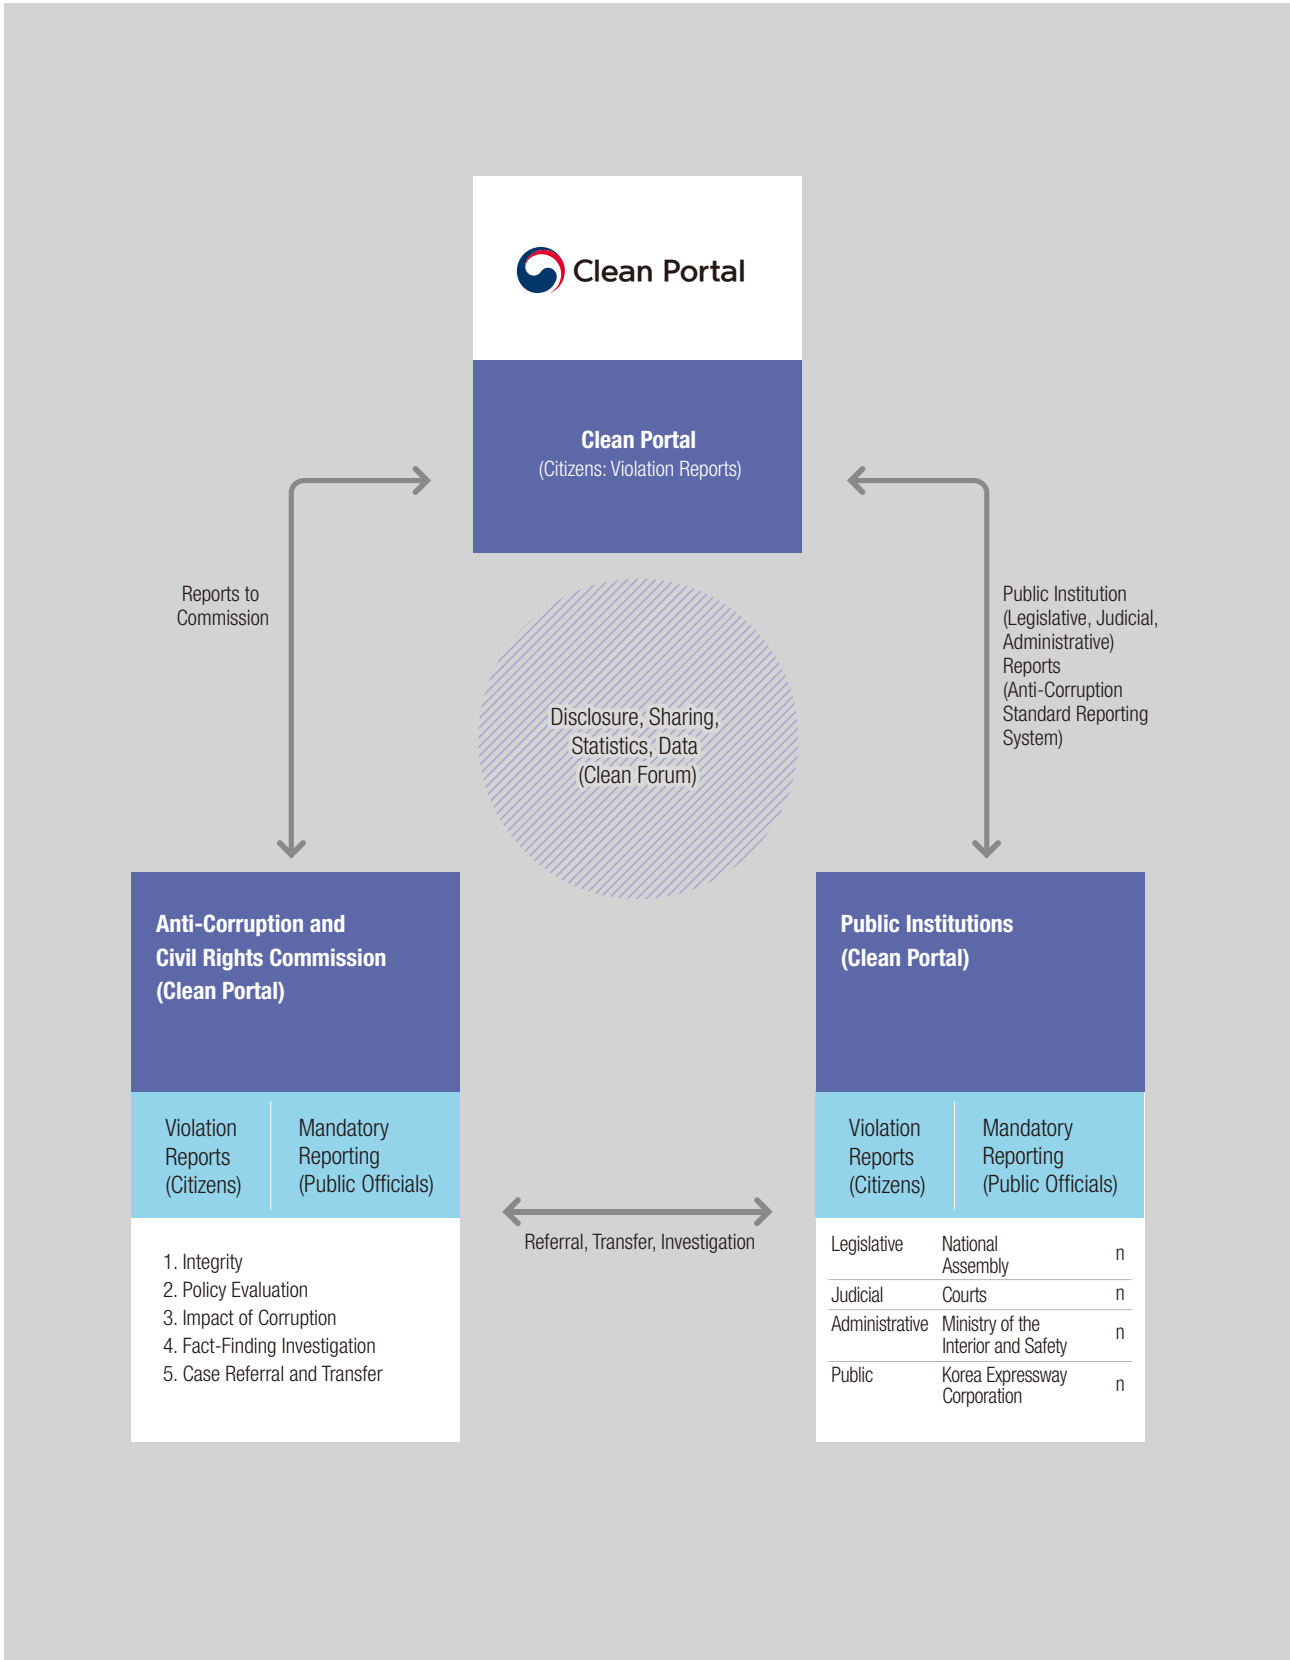 Clean Portal
Clean Portal
(Citizens: Violation Reports)
Reports to
Commission
Public Institution
(Legislative, Judicial,
Administrative)
Reports
(Anti-Corruption
Standard Reporting
System)
Disclosure, Sharing,
Statistics, Data
(Clean Forum)
Anti-Corruption and
Civil Rights Commission
(Clean Portal)
Violation
Reports
(Citizens)
Mandatory
Reporting
(Public Officials)
1. Integrity
2. Policy Evaluation
3. Impact of Corruption
4. Fact-Finding Investigation
5. Case Referral and Transfer
Referral, Transfer, Investigation
Public Institutions
(Clean Portal)
Violation
Reports
(Citizens)
Mandatory
Reporting
(Public Officials)
Legislative National
Assembly n
Judicial Courts n
Administrative Ministry of the
Interior and Safety n
Public Korea Expressway
Corporation n